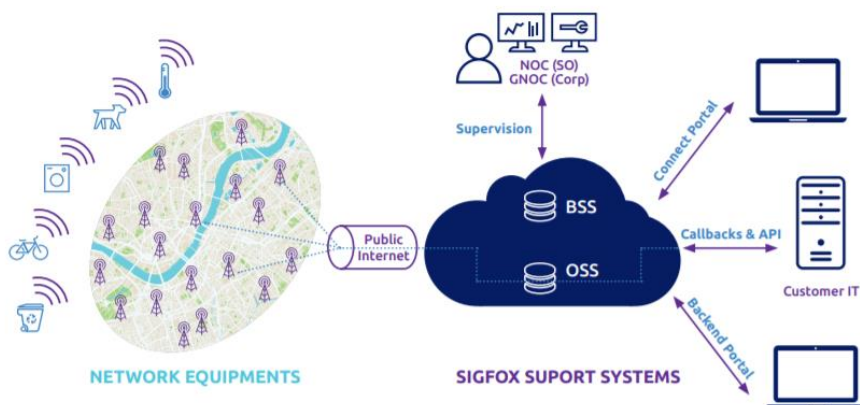 NOC (SO)
GNOC (Corp)
Supervision
Connect Portal
BSS
Public
Internet
Callbacks & API
OSS
Customer IT
Backend Portal
NETWORK EQUIPMENTS
SIGFOX SUPORT SYSTEMS